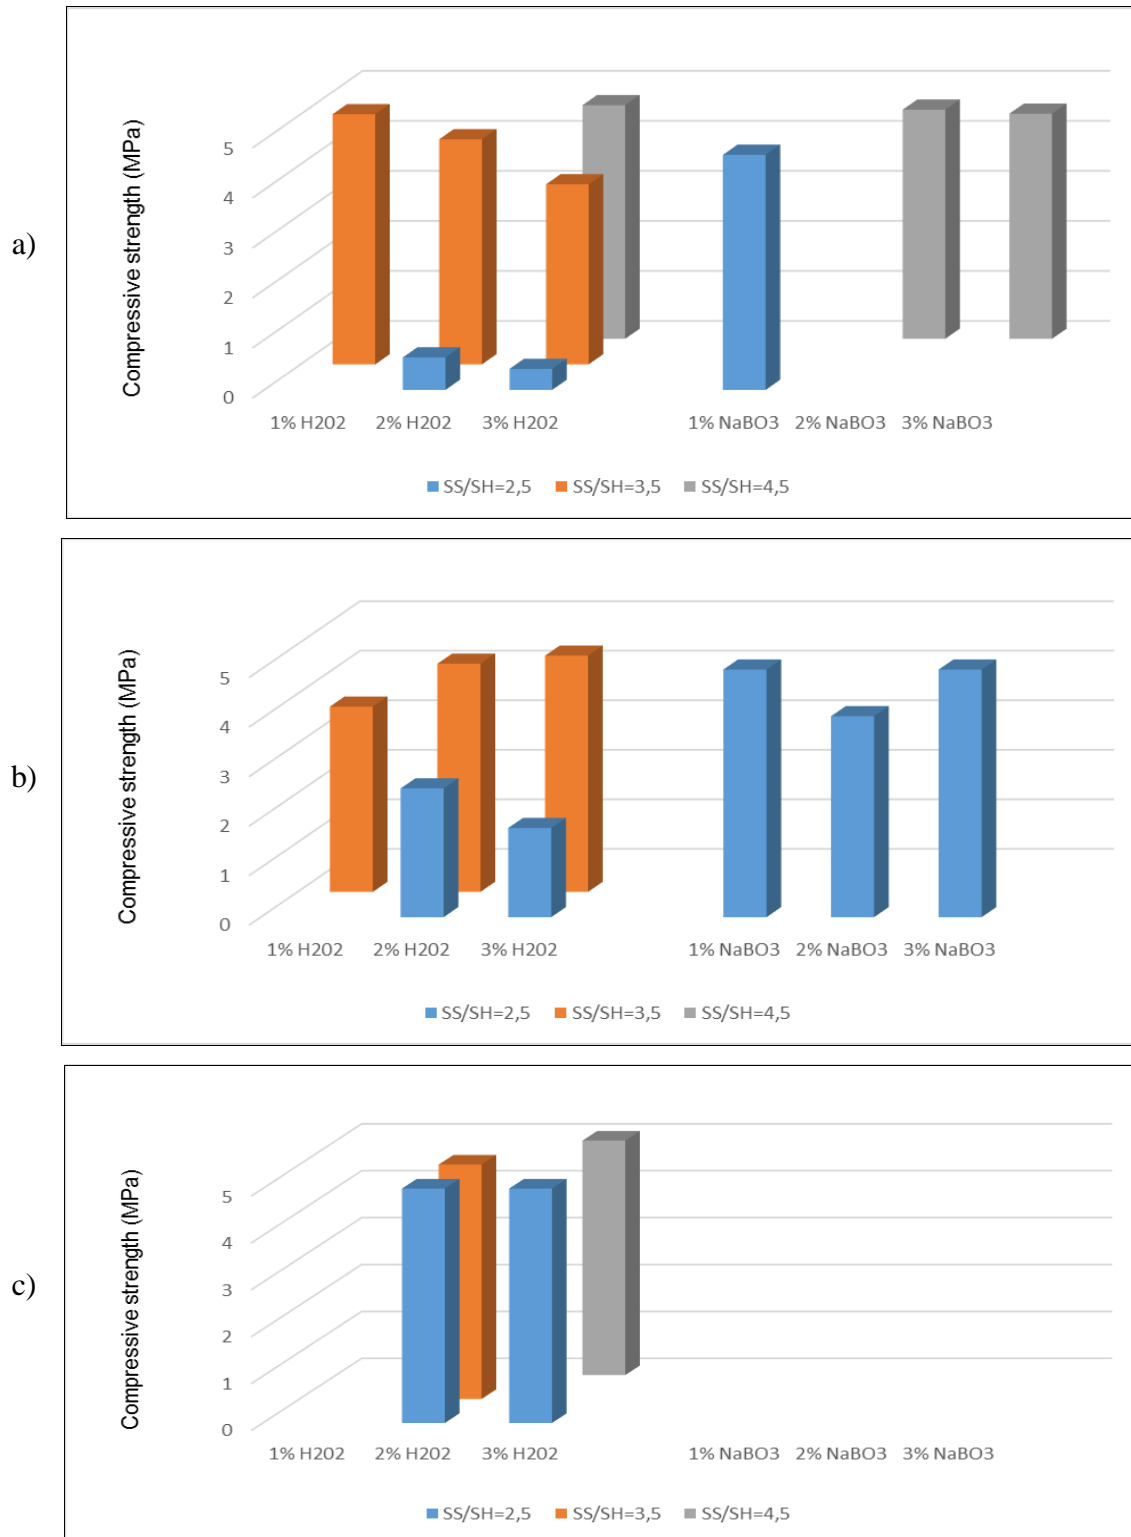 a)
Compressive strength (MPa)
5
4
3
2
1
0
1% H2O2 2% H2O2 3% H2O2 1% NaBO3 2% NaBO3 3% NaBO3
SS/SH=2,5 SS/SH=3,5 SS/SH=4,5
b)
Compressive strength (MPa)
5
4
3
2
1
0
1% H2O2 2% H2O2 3% H2O2 1% NaBO3 2% NaBO3 3% NaBO3
SS/SH=2,5 SS/SH=3,5 SS/SH=4,5
c)
Compressive strength (MPa)
5
4
3
2
1
0
1% H2O2 2% H2O2 3% H2O2 1% NaBO3 2% NaBO3 3% NaBO3
SS/SH=2,5 SS/SH=3,5 SS/SH=4,5